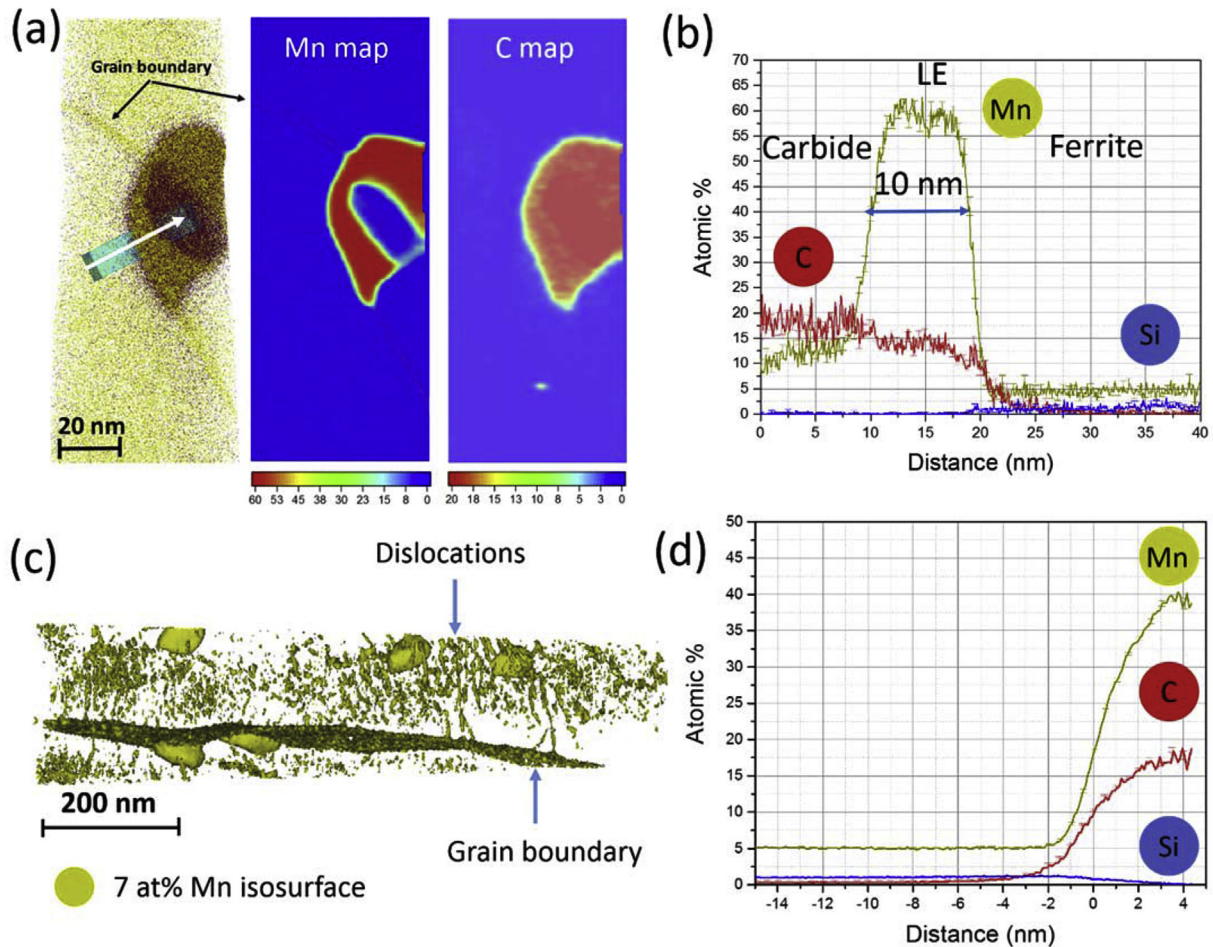 (a)
Grain boundary
Mn map
C map
20 nm
60 53 45 38 30 23 15 8 0
20 18 15 13 10 8 5 3 0
(b)
70
65
60
55
50
45
40
35
30
25
20
15
10
5
0
Atomic %
LE
Mn
Carbide
Ferrite
10 nm
C
Si
0 5 10 15 20 25 30 35 40
Distance (nm)
(c)
Dislocations
200 nm
Grain boundary
7 at% Mn isosurface
(d)
50
45
40
35
30
25
20
15
10
5
0
Atomic %
Mn
C
Si
-14 -12 -10 -8 -6 -4 -2 0 2 4
Distance (nm)